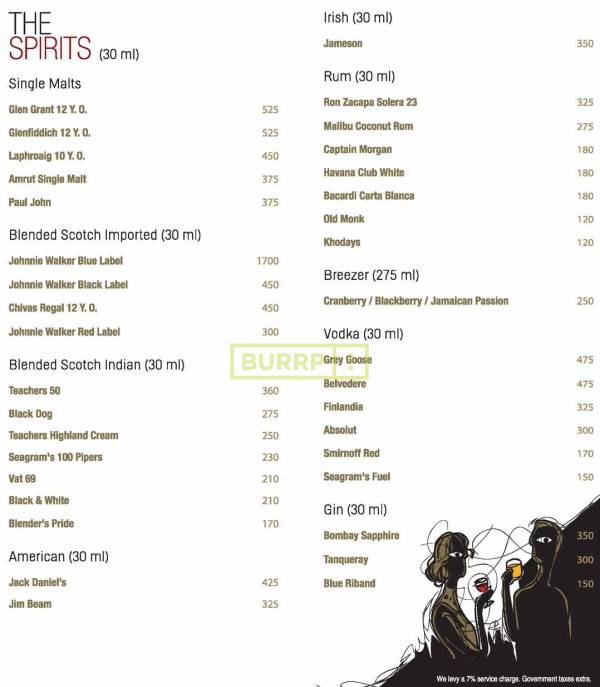 THE
SPIRITS (30 ml)
Single Malts
Glen Grant 12 Y. O. 525
Glenfiddich 12 Y. O. 525
Laphroaig 10 Y. O. 450
Amrut Single Malt 375
Paul John 375
Blended Scotch Imported (30 ml)
Johnnie Walker Blue Label 1700
Johnnie Walker Black Label 450
Chivas Regal 12 Y. O. 450
Johnnie Walker Red Label 300
Blended Scotch Indian (30 ml)
Teachers 50 360
Black Dog 275
Teachers Highland Cream 250
Seagram's 100 Pipers 230
Vat 69 210
Black & White 210
Blender's Pride 170
American (30 ml)
Jack Daniel's 425
Jim Beam 325
Irish (30 ml)
Jameson 350
Rum (30 ml)
Ron Zacapa Solera 23 325
Malibu Coconut Rum 275
Captain Morgan 180
Havana Club White 180
Bacardi Carta Blanca 180
Old Monk 120
Khodays 120
Breezer (275 ml)
Cranberry / Blackberry / Jamaican Passion 250
Vodka (30 ml)
Grey Goose 475
Belvedere 475
Finlandia 325
Absolut 300
Smirnoff Red 170
Seagram's Fuel 150
Gin (30 ml)
Bombay Sapphire 350
Tanqueray 300
Blue Riband 150
We levy a 7% service charge. Government taxes extra.
BURRP!